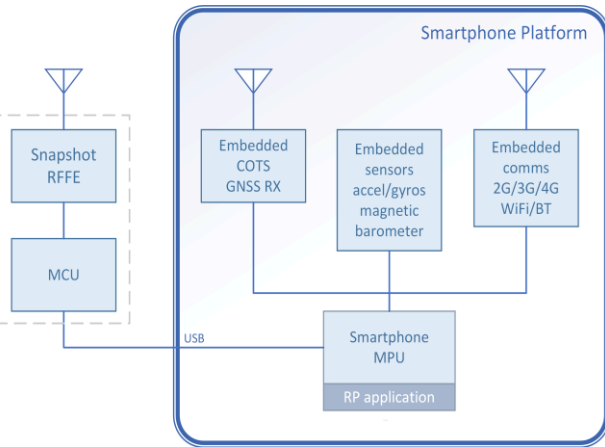 Smartphone Platform
Snapshot
RFFE
Embedded
COTS
GNSS RX
Embedded
sensors
accel/gyros
magnetic
barometer
Embedded
comms
2G/3G/4G
WiFi/BT
MCU
USB
Smartphone
MPU
RP application